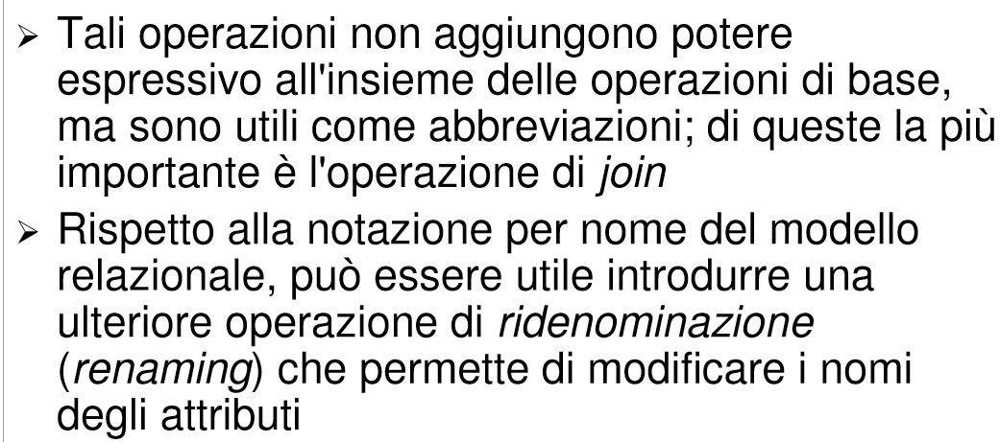 ➢ Tali operazioni non aggiungono potere
espressivo all'insieme delle operazioni di base,
ma sono utili come abbreviazioni; di queste la più
importante è l'operazione di join
➢ Rispetto alla notazione per nome del modello
relazionale, può essere utile introdurre una
ulteriore operazione di ridenominazione
(renaming) che permette di modificare i nomi
degli attributi